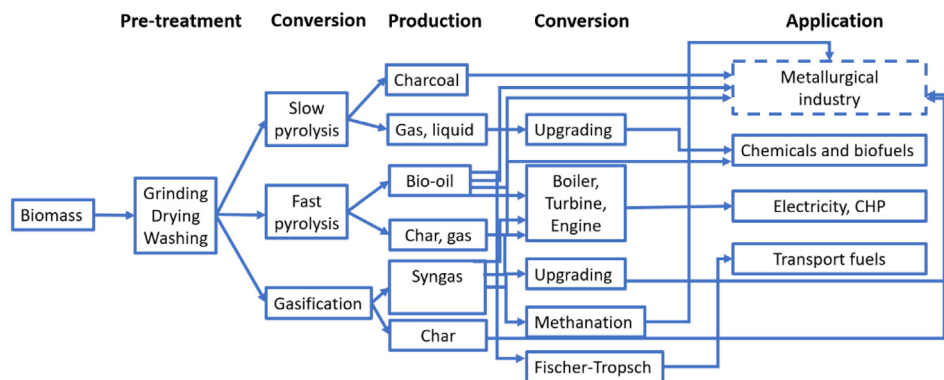 Pre-treatment
Conversion
Production
Conversion
Application
Biomass
Grinding
Drying
Washing
Slow
pyrolysis
Fast
pyrolysis
Gasification
Charcoal
Gas, liquid
Bio-oil
Char, gas
Syngas
Char
Upgrading
Boiler,
Turbine,
Engine
Upgrading
Methanation
Fischer-Tropsch
Metallurgical
industry
Chemicals and biofuels
Electricity, CHP
Transport fuels